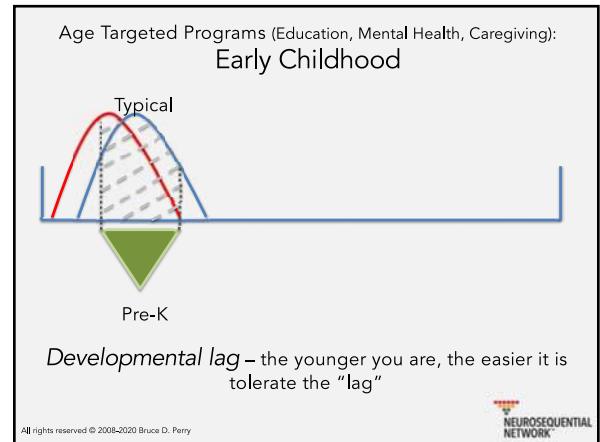 Age Targeted Programs (Education, Mental Health, Caregiving):
Early Childhood
Typical
Pre-K
Developmental lag – the younger you are, the easier it is
tolerate the “lag”
All rights reserved © 2008-2020 Bruce D. Perry
NEUROSEQUENTIAL
NETWORK™